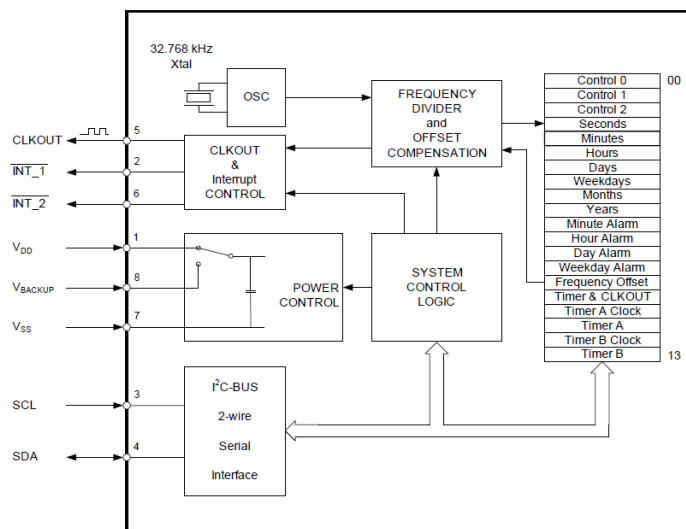 32.768 kHz
Xtal
OSC
FREQUENCY
DIVIDER
and
OFFSET
COMPENSATION
CLKOUT
5
INT_1
2
INT_2
6
CLKOUT
&
Interrupt
CONTROL
VDD
1
VBACKUP
8
VSS
7
POWER
CONTROL
SYSTEM
CONTROL
LOGIC
SCL
3
SDA
4
I²C-BUS
2-wire
Serial
Interface
Control 0
00
Control 1
Control 2
Seconds
Minutes
Hours
Days
Weekdays
Months
Years
Minute Alarm
Hour Alarm
Day Alarm
Weekday Alarm
Frequency Offset
Timer & CLKOUT
Timer A Clock
Timer A
Timer B Clock
Timer B
13